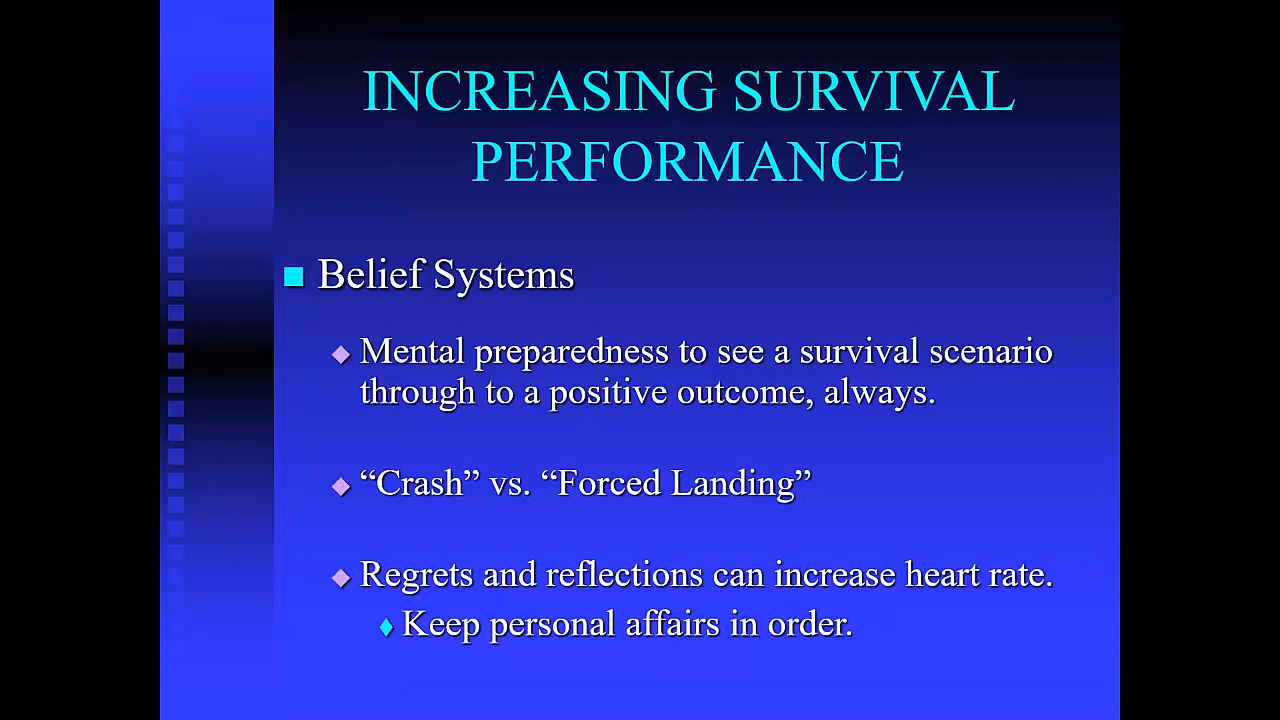 INCREASING SURVIVAL
PERFORMANCE
Belief Systems
Mental preparedness to see a survival scenario
through to a positive outcome, always.
“Crash” vs. “Forced Landing”
Regrets and reflections can increase heart rate.
Keep personal affairs in order.